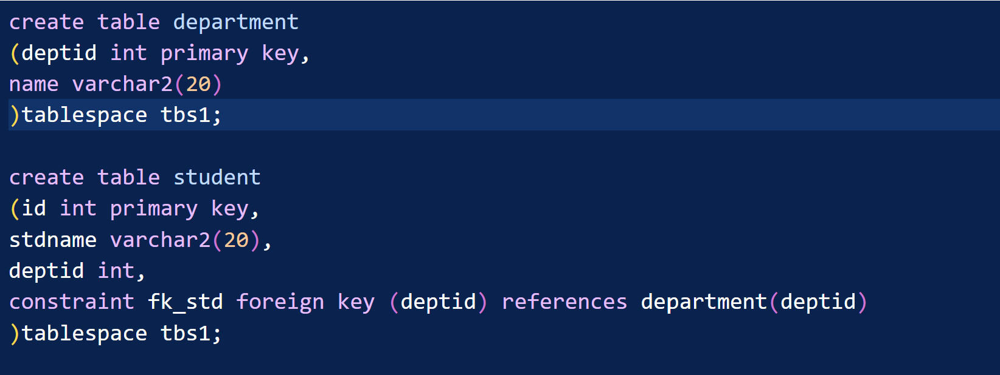 create table department
(deptid int primary key,
name varchar2(20)
)tablespace tbs1;
create table student
(id int primary key,
stdname varchar2(20),
deptid int,
constraint fk_std foreign key (deptid) references department(deptid)
)tablespace tbs1;